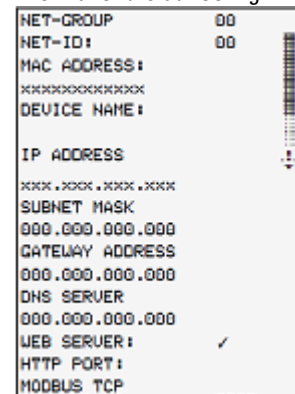 NET-GROUP 00
NET-ID: 00
MAC ADDRESS:
xxxxxxxxxxxx
DEVICE NAME:
IP ADDRESS
xxx.xxx.xxx.xxx
SUBNET MASK
000.000.000.000
GATEWAY ADDRESS
000.000.000.000
DNS SERVER
000.000.000.000
WEB SERVER: ✓
HTTP PORT:
MODBUS TCP